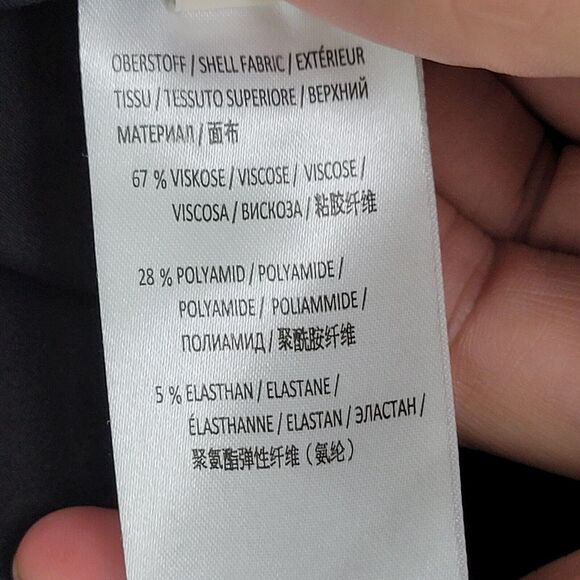 OBERSTOFF / SHELL FABRIC / EXTÉRIEUR
TISSU / TESSUTO SUPERIORE / ВЕРХНИЙ
МАТЕРИАЛ / 面布
67 % VISKOSE / VISCOSE / VISCOSE /
VISCOSA / ВИСКОЗА / 粘胶纤维
28 % POLYAMID / POLYAMIDE /
POLYAMIDE / POLIAMMIDE /
ПОЛИАМИД / 聚酰胺纤维
5 % ELASTHAN / ELASTANE /
ÉLASTHANNE / ELASTAN / ЭЛАСТАН /
聚氨酯弹性纤维（氨纶）